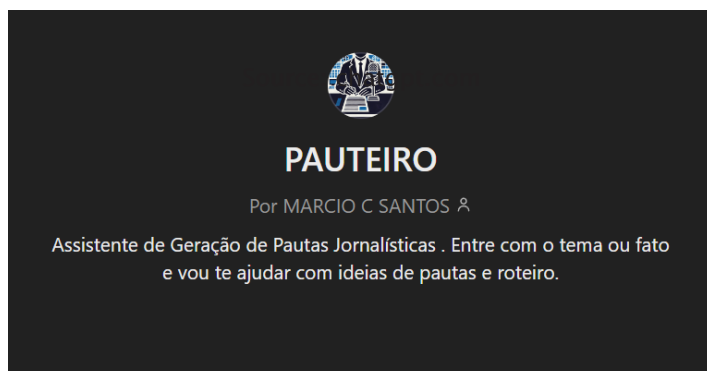 PAUTEIRO
Por MARCIO C SANTOS
Assistente de Geração de Pautas Jornalísticas . Entre com o tema ou fato
e vou te ajudar com ideias de pautas e roteiro.